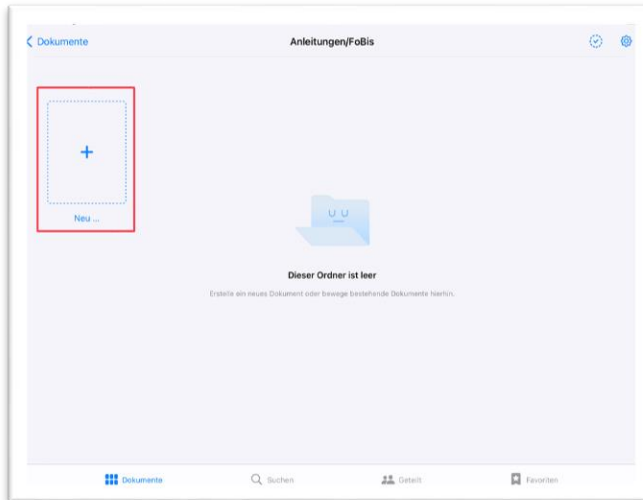 Dokumente
Anleitungen/FoBis
Neu ...
Dieser Ordner ist leer
Erstelle ein neues Dokument oder bewege bestehende Dokumente hierhin.
Dokumente
Suchen
Geteilt
Favoriten